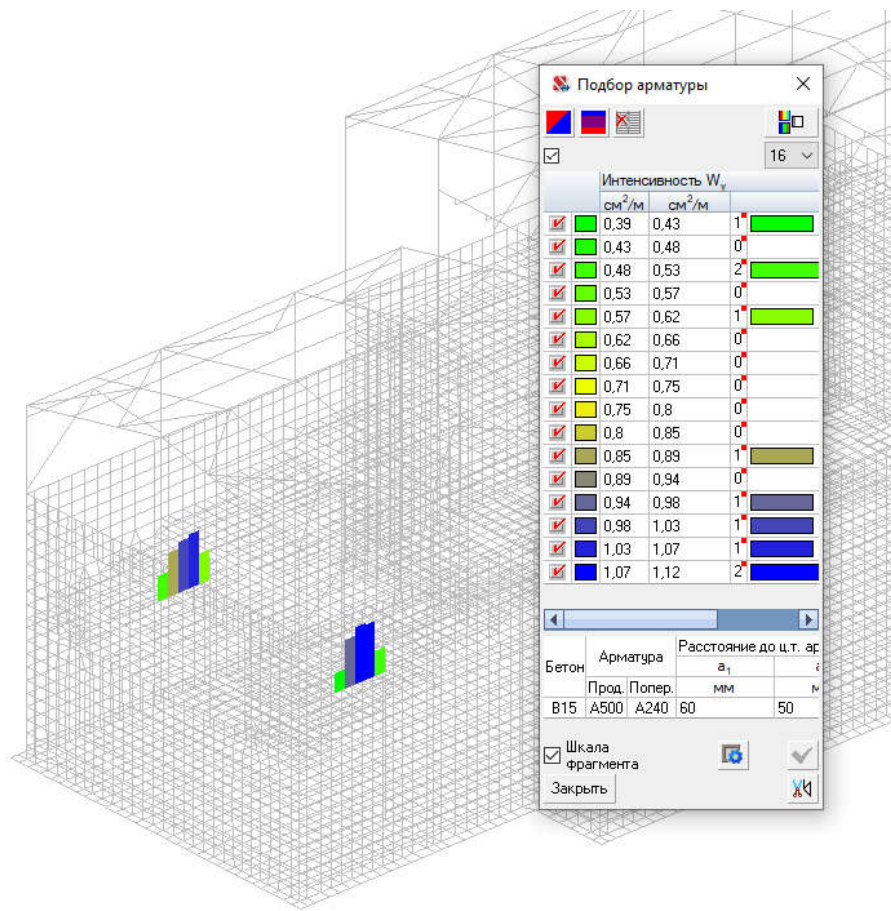 Подбор арматуры
16
Интенсивность Wy
см²/м см²/м
0,39 0,43 1
0,43 0,48 0
0,48 0,53 2
0,53 0,57 0
0,57 0,62 1
0,62 0,66 0
0,66 0,71 0
0,71 0,75 0
0,75 0,8 0
0,8 0,85 0
0,85 0,89 1
0,89 0,94 0
0,94 0,98 1
0,98 1,03 1
1,03 1,07 1
1,07 1,12 2
Бетон Арматура Расстояние до ц.т. ар
a₁
Прод. Попер. мм
B15 A500 A240 60 50
Шкала
фрагмента
Закрыть